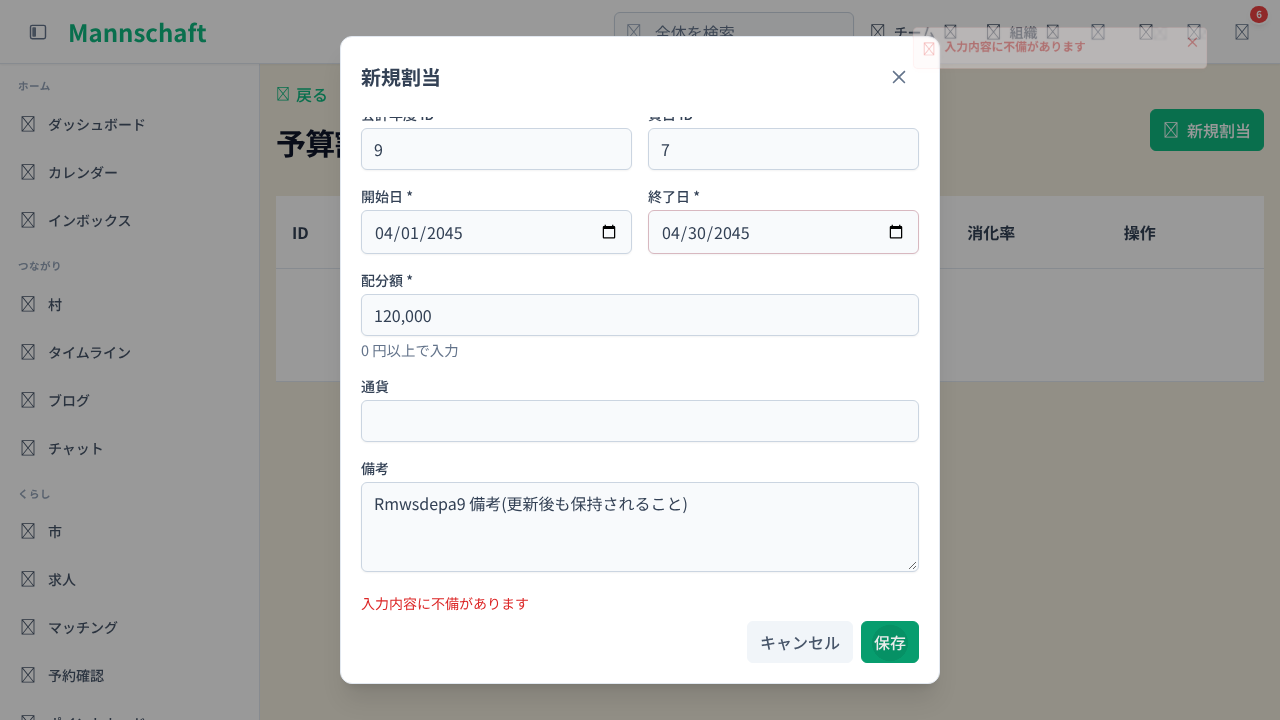 Mannschaft
全体を検索
チーム
組織
6
入力内容に不備があります
ホーム
ダッシュボード
カレンダー
インボックス
つながり
村
タイムライン
ブログ
チャット
くらし
市
求人
マッチング
予約確認
戻る
予算
新規割当
ID
消化率
操作
新規割当
9
7
開始日 *
終了日 *
04/01/2045
04/30/2045
配分額 *
120,000
0 円以上で入力
通貨
備考
Rmwsdepa9 備考(更新後も保持されること)
入力内容に不備があります
キャンセル
保存